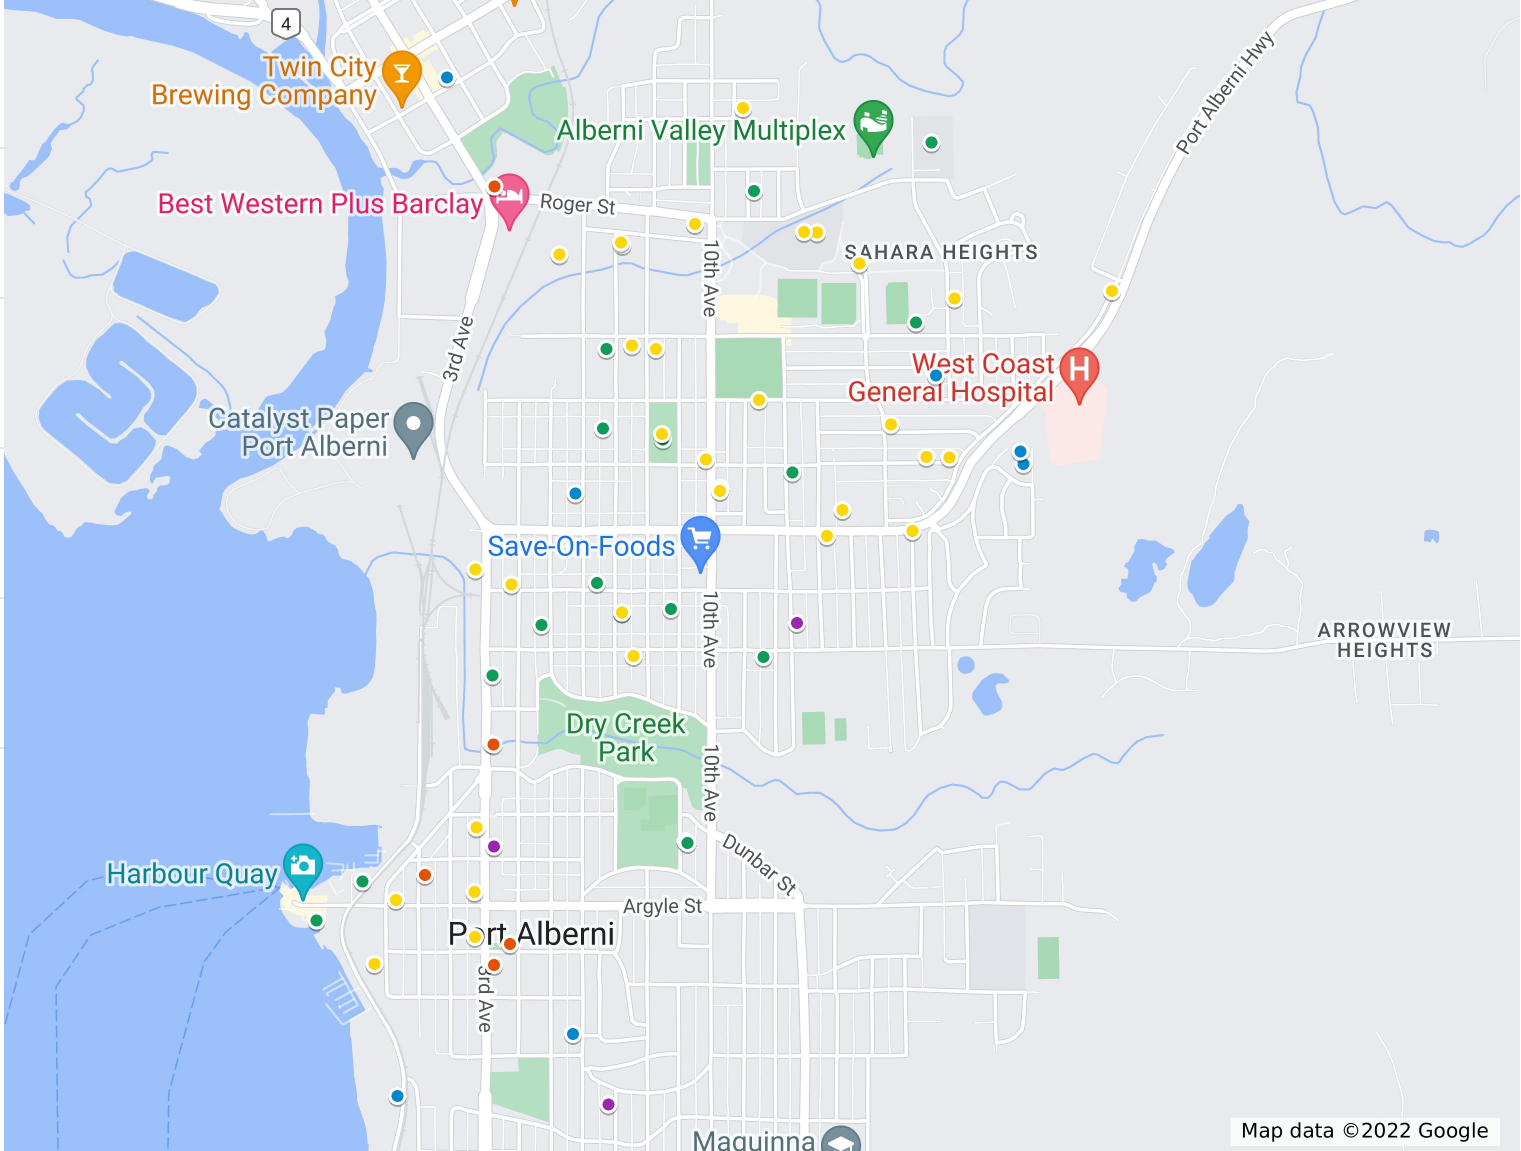 4
Twin City
Brewing Company
Port Alberni Hwy
Alberni Valley Multiplex
Best Western Plus Barclay
Roger St
10th Ave
SAHARA HEIGHTS
3rd Ave
West Coast
General Hospital
H
Catalyst Paper
Port Alberni
Save-On-Foods
10th Ave
ARROWVIEW
HEIGHTS
Dry Creek
Park
10th Ave
Dunbar St
Harbour Quay
Argyle St
Port Alberni
3rd Ave
Maquinna
Map data ©2022 Google